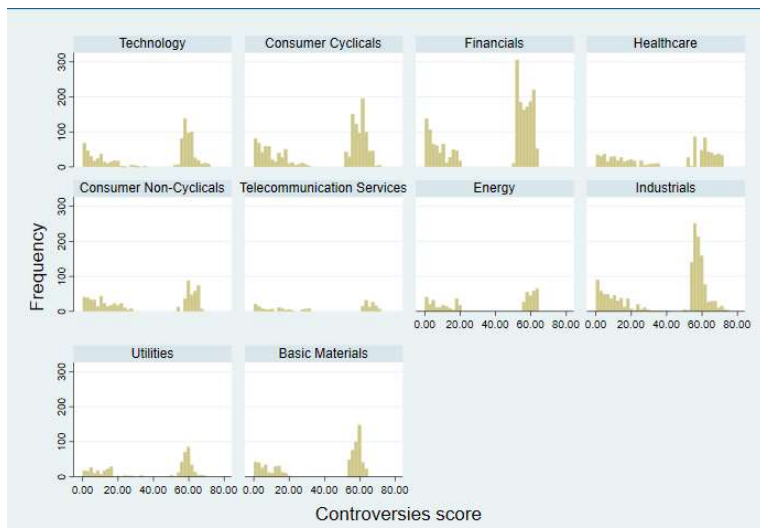 Technology Consumer Cyclicals Financials Healthcare
300
200
100
0
Consumer Non-Cyclicals Telecommunication Services Energy Industrials
300
200
100
0
0.00 20.00 40.00 60.00 80.00 0.00 20.00 40.00 60.00 80.00
Utilities Basic Materials
300
200
100
0
0.00 20.00 40.00 60.00 80.00 0.00 20.00 40.00 60.00 80.00
Frequency
Controversies score